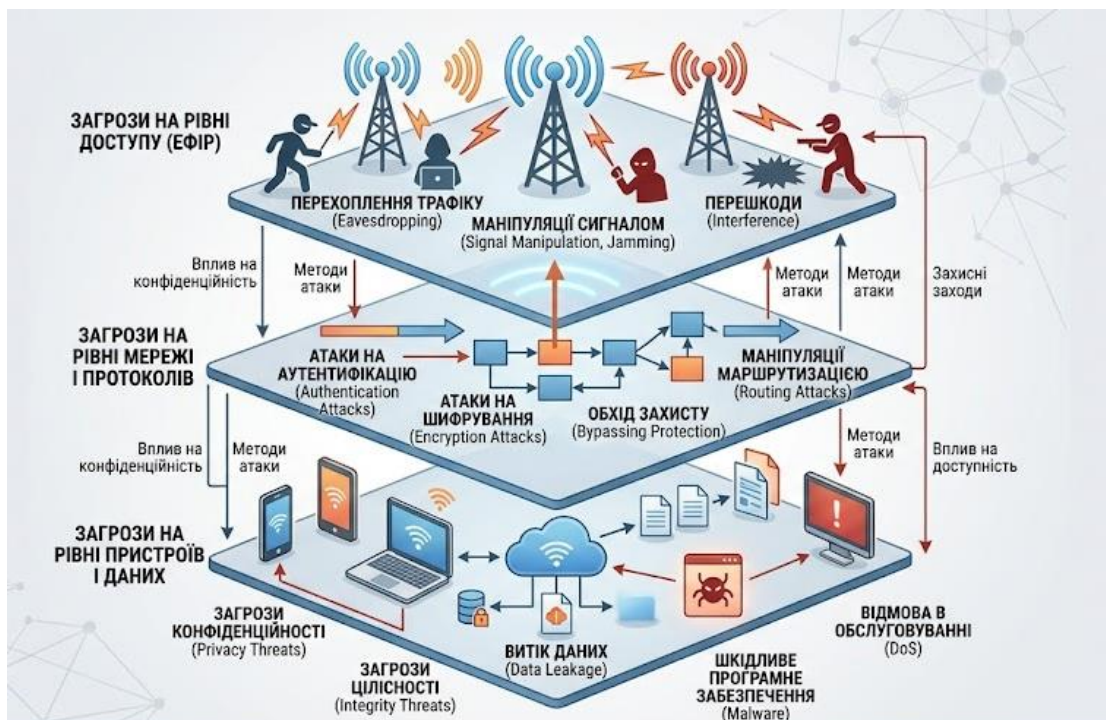 ЗАГРОЗИ НА РІВНІ
ДОСТУПУ (ЕФІР)
ПЕРЕХОПЛЕННЯ ТРАФІКУ
(Eavesdropping)
МАНІПУЛЯЦІЇ СИГНАЛОМ
(Signal Manipulation, Jamming)
ПЕРЕШКОДИ
(Interference)
Вплив на
конфіденційність
Методи
атаки
Методи
атаки
Методи
атаки
Захисні
заходи
ЗАГРОЗИ НА
РІВНІ МЕРЕЖІ
І ПРОТОКОЛІВ
АТАКИ НА
АУТЕНТИФІКАЦІЮ
(Authentication
Attacks)
АТАКИ НА
ШИФРУВАННЯ
(Encryption Attacks)
ОБХІД ЗАХИСТУ
(Bypassing Protection)
МАНІПУЛЯЦІЇ
МАРШРУТИЗАЦІЄЮ
(Routing Attacks)
Вплив на
конфіденційність
Методи
атаки
Методи
атаки
Вплив на
доступність
ЗАГРОЗИ НА
РІВНІ ПРИСТРОЇВ
І ДАНИХ
!
ЗАГРОЗИ
КОНФІДЕНЦІЙНОСТІ
(Privacy Threats)
ЗАГРОЗИ
ЦІЛІСНОСТІ
(Integrity Threats)
ВИТІК ДАНИХ
(Data Leakage)
ШКІДЛИВЕ
ПРОГРАМНЕ
ЗАБЕЗПЕЧЕННЯ
(Malware)
ВІДМОВА В
ОБСЛУГОВУВАННІ
(DoS)